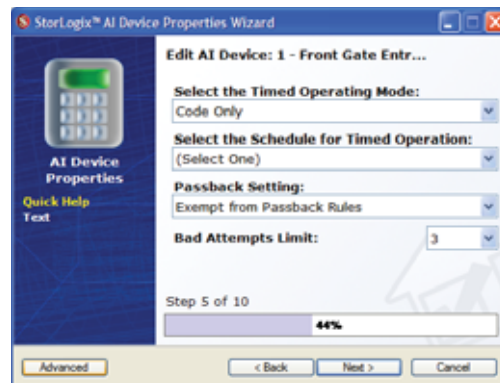 StorLogix™ AI Device Properties Wizard
Edit AI Device: 1 - Front Gate Entr...
Select the Timed Operating Mode:
Code Only
Select the Schedule for Timed Operation:
(Select One)
AI Device
Properties
Passback Setting:
Quick Help
Exempt from Passback Rules
Text
Bad Attempts Limit:
3
Step 5 of 10
44%
Advanced
< Back
Next >
Cancel